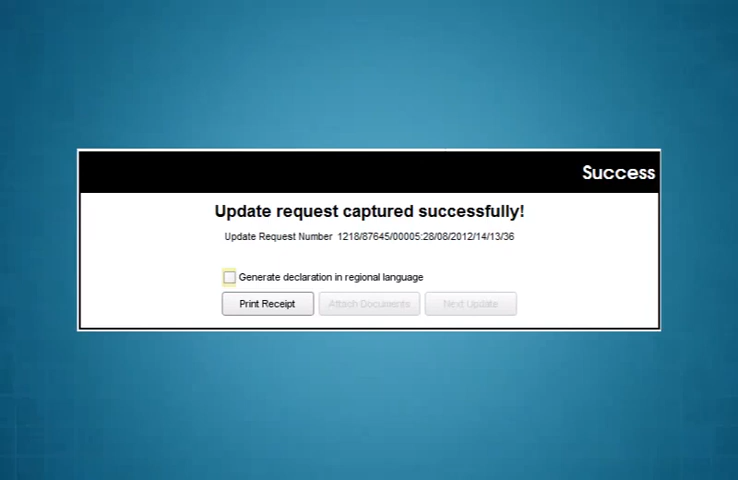 Success
Update request captured successfully!
Update Request Number 1218/87645/00005:28/08/2012/14/13/36
Generate declaration in regional language
Print Receipt Attach Documents Next Update